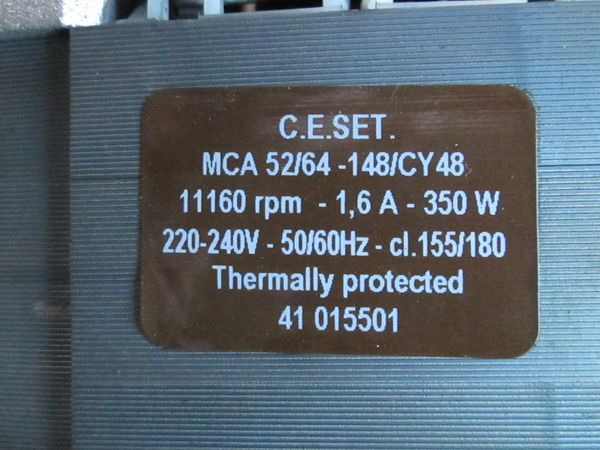 C.E.SET.
MCA 52/64 -148/CY48
11160 rpm - 1,6 A - 350 W
220-240V - 50/60Hz - cl.155/180
Thermally protected
41 015501